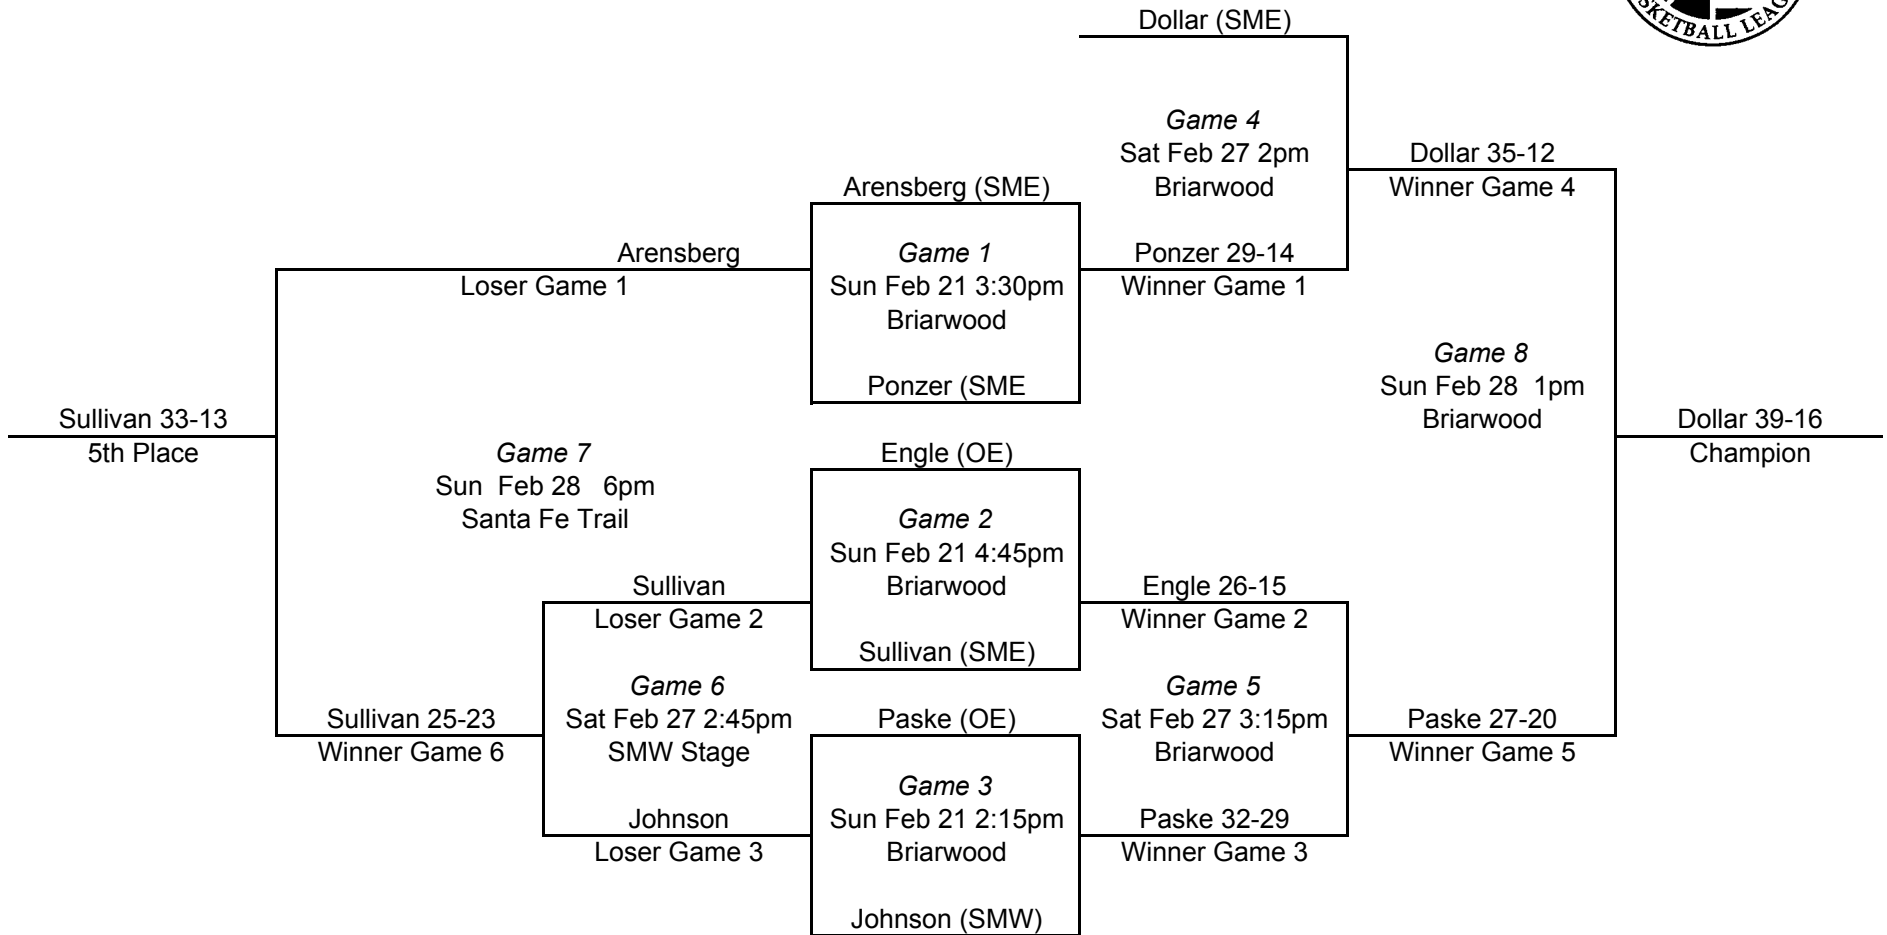 SKETBALL LEAG
Dollar (SME)
Game 4
Sat Feb 27 2pm
Briarwood
Dollar 35-12
Winner Game 4
Arensberg (SME)
Arensberg
Loser Game 1
Game 1
Sun Feb 21 3:30pm
Briarwood
Ponzer 29-14
Winner Game 1
Ponzer (SME
Game 8
Sun Feb 28 1pm
Briarwood
Sullivan 33-13
5th Place
Dollar 39-16
Champion
Game 7
Sun Feb 28 6pm
Santa Fe Trail
Engle (OE)
Game 2
Sun Feb 21 4:45pm
Briarwood
Sullivan
Loser Game 2
Engle 26-15
Winner Game 2
Sullivan (SME)
Game 6
Sat Feb 27 2:45pm
SMW Stage
Game 5
Sat Feb 27 3:15pm
Briarwood
Sullivan 25-23
Winner Game 6
Paske (OE)
Paske 27-20
Winner Game 5
Game 3
Sun Feb 21 2:15pm
Briarwood
Johnson
Loser Game 3
Paske 32-29
Winner Game 3
Johnson (SMW)